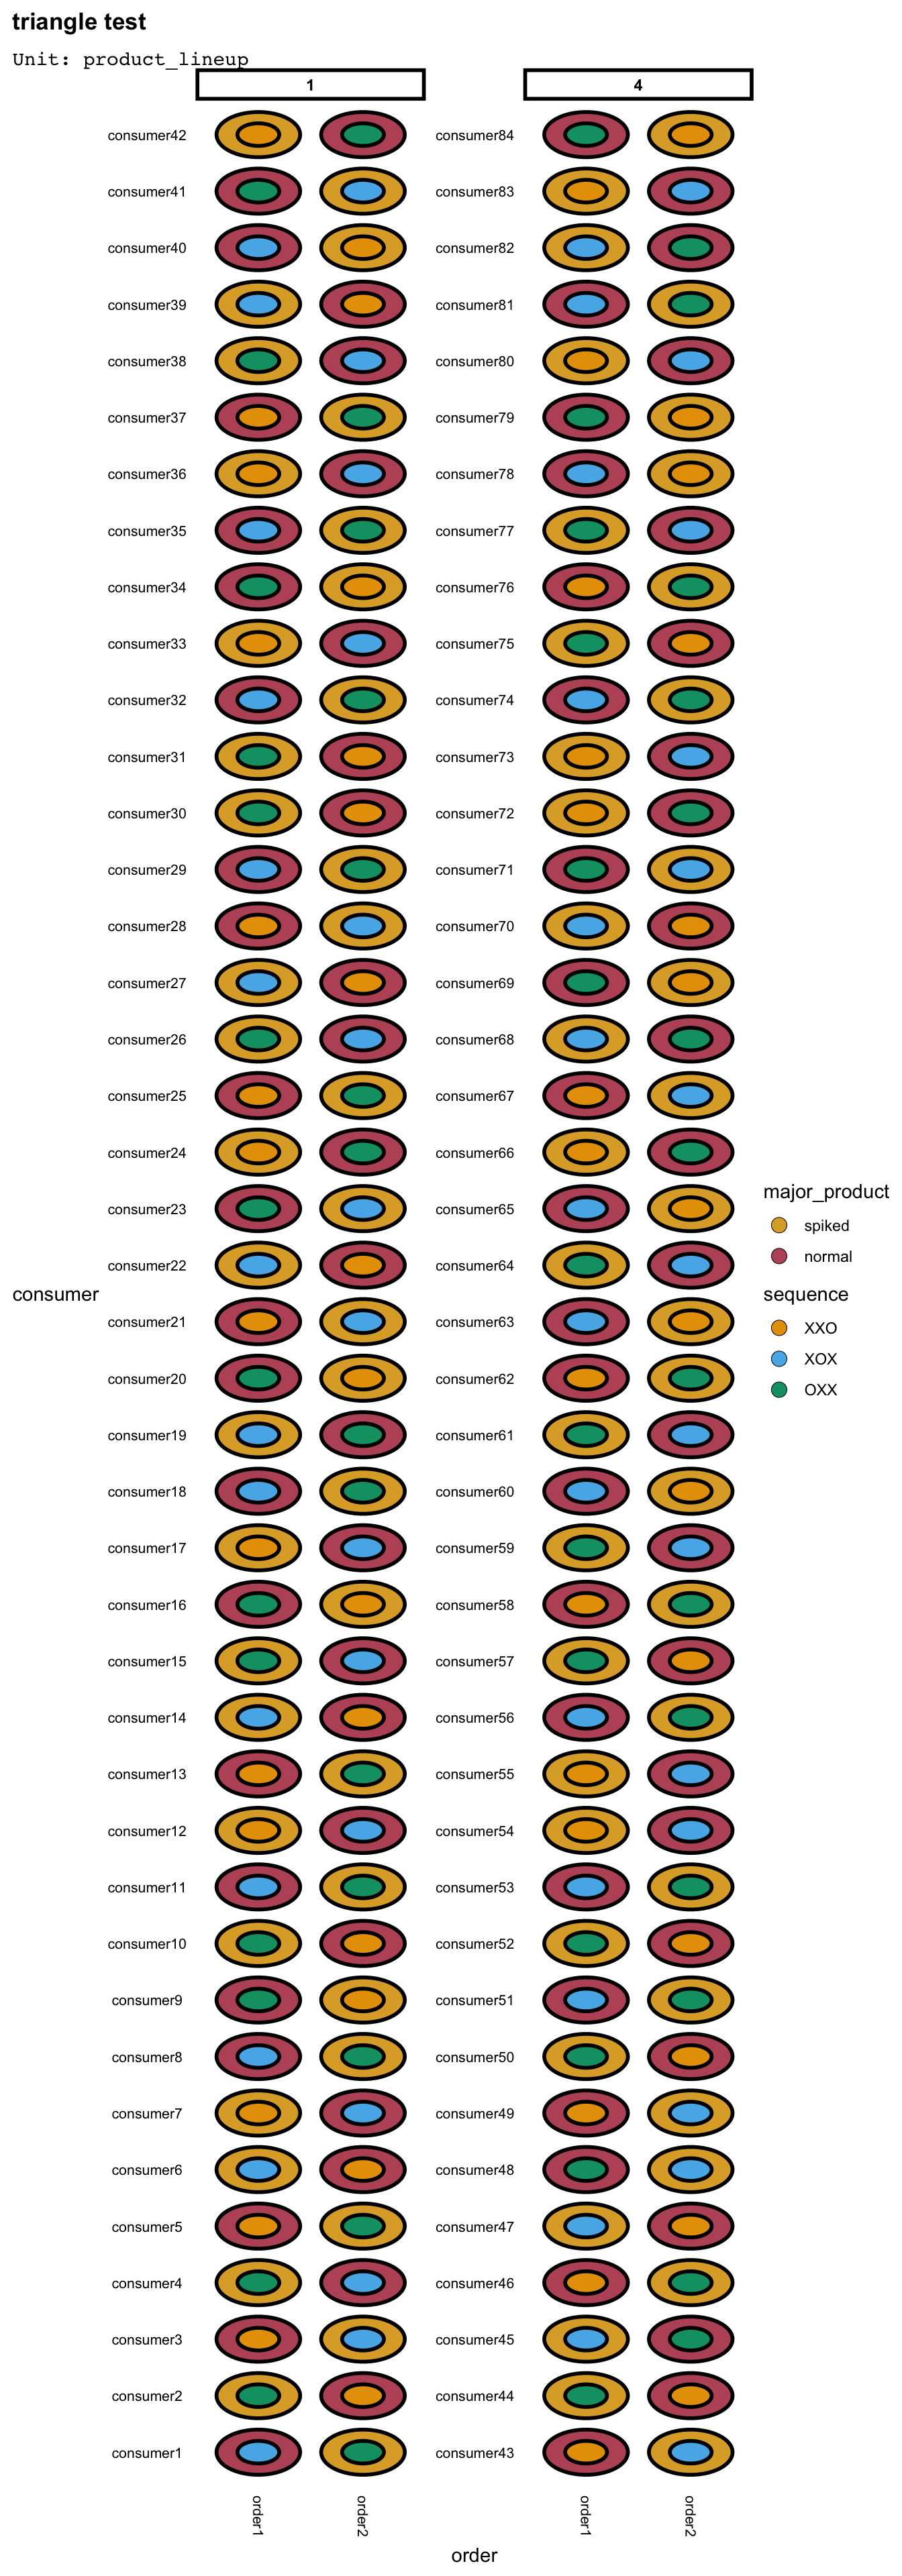 triangle test
Unit: product_lineup
1 4
consumer42 consumer84
consumer41 consumer83
consumer40 consumer82
consumer39 consumer81
consumer38 consumer80
consumer37 consumer79
consumer36 consumer78
consumer35 consumer77
consumer34 consumer76
consumer33 consumer75
consumer32 consumer74
consumer31 consumer73
consumer30 consumer72
consumer29 consumer71
consumer28 consumer70
consumer27 consumer69
consumer26 consumer68
consumer25 consumer67
consumer24 consumer66
consumer23 consumer65
consumer22 consumer64
consumer21 consumer63
consumer20 consumer62
consumer19 consumer61
consumer18 consumer60
consumer17 consumer59
consumer16 consumer58
consumer15 consumer57
consumer14 consumer56
consumer13 consumer55
consumer12 consumer54
consumer11 consumer53
consumer10 consumer52
consumer9 consumer51
consumer8 consumer50
consumer7 consumer49
consumer6 consumer48
consumer5 consumer47
consumer4 consumer46
consumer3 consumer45
consumer2 consumer44
consumer1 consumer43
order1 order2 order1 order2
order
consumer
major_product
spiked
normal
sequence
XXO
XOX
OXX